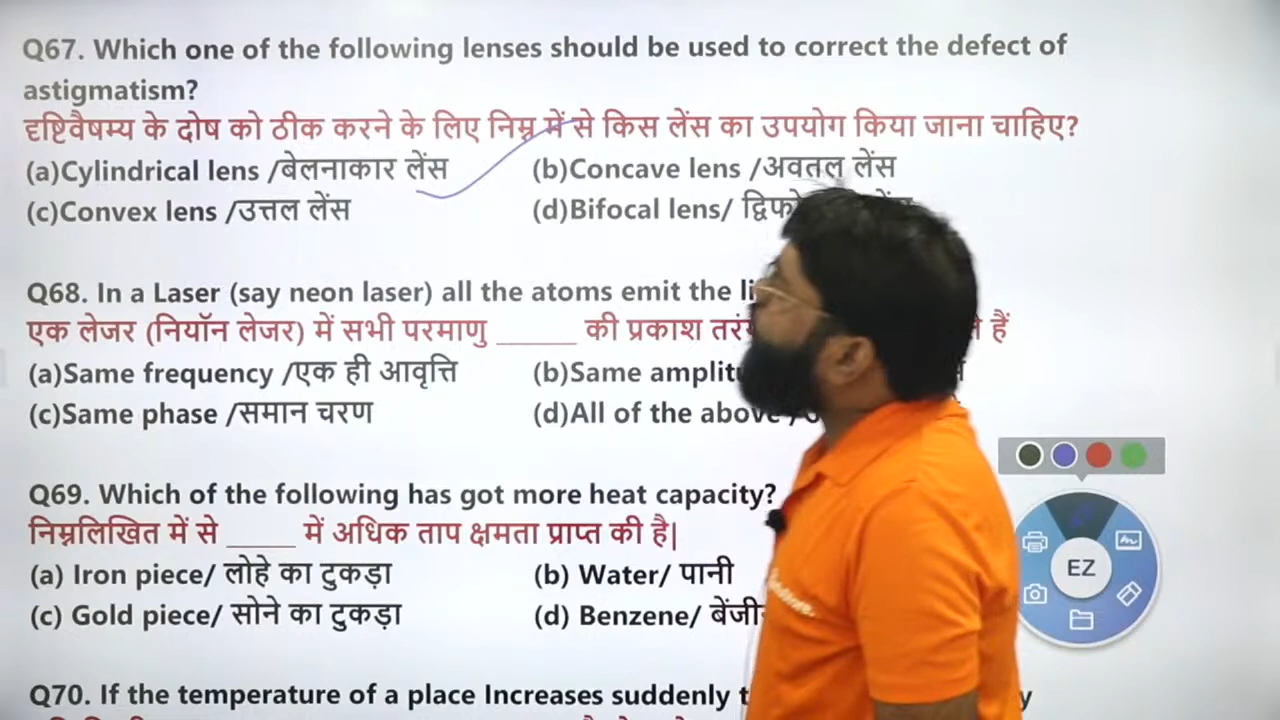 Q67. Which one of the following lenses should be used to correct the defect of
astigmatism?
दृष्टिवैषम्य के दोष को ठीक करने के लिए निम्न में से किस लेंस का उपयोग किया जाना चाहिए?
(a)Cylindrical lens /बेलनाकार लेंस (b)Concave lens /अवतल लेंस
(c)Convex lens /उत्तल लेंस (d)Bifocal lens/
Q68. In a Laser (say neon laser) all the atoms emit the
एक लेजर (नियॉन लेजर) में सभी परमाणु ______ की प्रकाश हैं
(a)Same frequency /एक ही आवृत्ति (b)Same
(c)Same phase /समान चरण (d)All of the above /
Q69. Which of the following has got more heat capacity?
निम्नलिखित में से _____ में अधिक ताप क्षमता प्राप्त की है|
(a) Iron piece/ लोहे का टुकड़ा (b) Water/ पानी
(c) Gold piece/ सोने का टुकड़ा (d) Benzene/
EZ
Q70. If the temperature of a place Increases suddenly